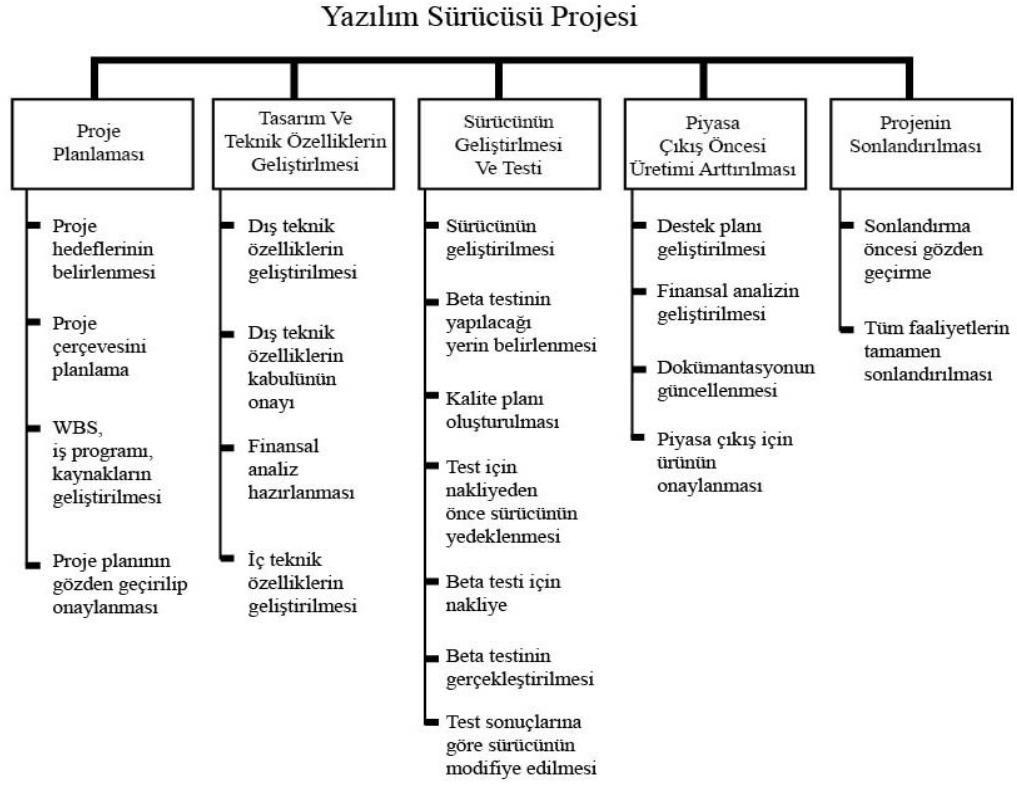 Yazılım Sürücüsü Projesi
Proje
Planlaması
Tasarım Ve
Teknik Özelliklerin
Geliştirilmesi
Sürücünün
Geliştirilmesi
Ve Testi
Piyasa
Çıkış Öncesi
Üretimi Arttırılması
Projenin
Sonlandırılması
Proje
hedeflerinin
belirlenmesi
Proje
çerçevesini
planlama
WBS,
iş programı,
kaynakların
geliştirilmesi
Proje planının
gözden geçirilip
onaylanması
Dış teknik
özelliklerin
geliştirilmesi
Dış teknik
özelliklerin
kabulünün
onayı
Finansal
analiz
hazırlanması
İç teknik
özelliklerin
geliştirilmesi
Sürücünün
geliştirilmesi
Beta testinin
yapılacağı
yerin belirlenmesi
Kalite planı
oluşturulması
Test için
nakliyeden
önce sürücünün
yedeklenmesi
Beta testi için
nakliye
Beta testinin
gerçekleştirilmesi
Test sonuçlarına
göre sürücünün
modifiye edilmesi
Destek planı
geliştirilmesi
Finansal analizin
geliştirilmesi
Dokümantasyonun
güncellenmesi
Piyasa çıkış için
ürünün
onaylanması
Sonlandırma
öncesi gözden
geçirme
Tüm faaliyetlerin
tamamen
sonlandırılması